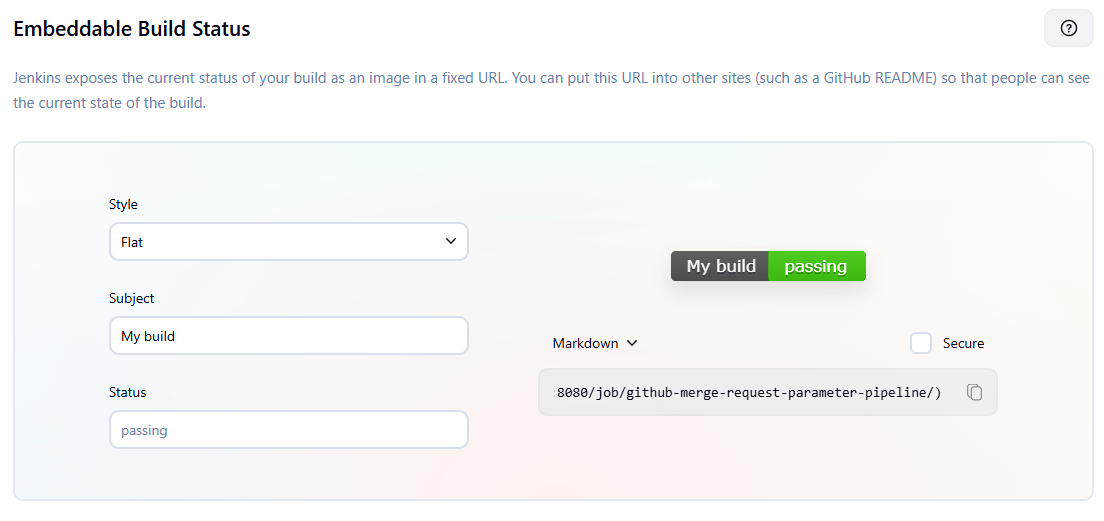 Embeddable Build Status
Jenkins exposes the current status of your build as an image in a fixed URL. You can put this URL into other sites (such as a GitHub README) so that people can see
the current state of the build.
Style
Flat
My build passing
Subject
My build
Markdown
Secure
Status
:8080/job/github-merge-request-parameter-pipeline/)
passing